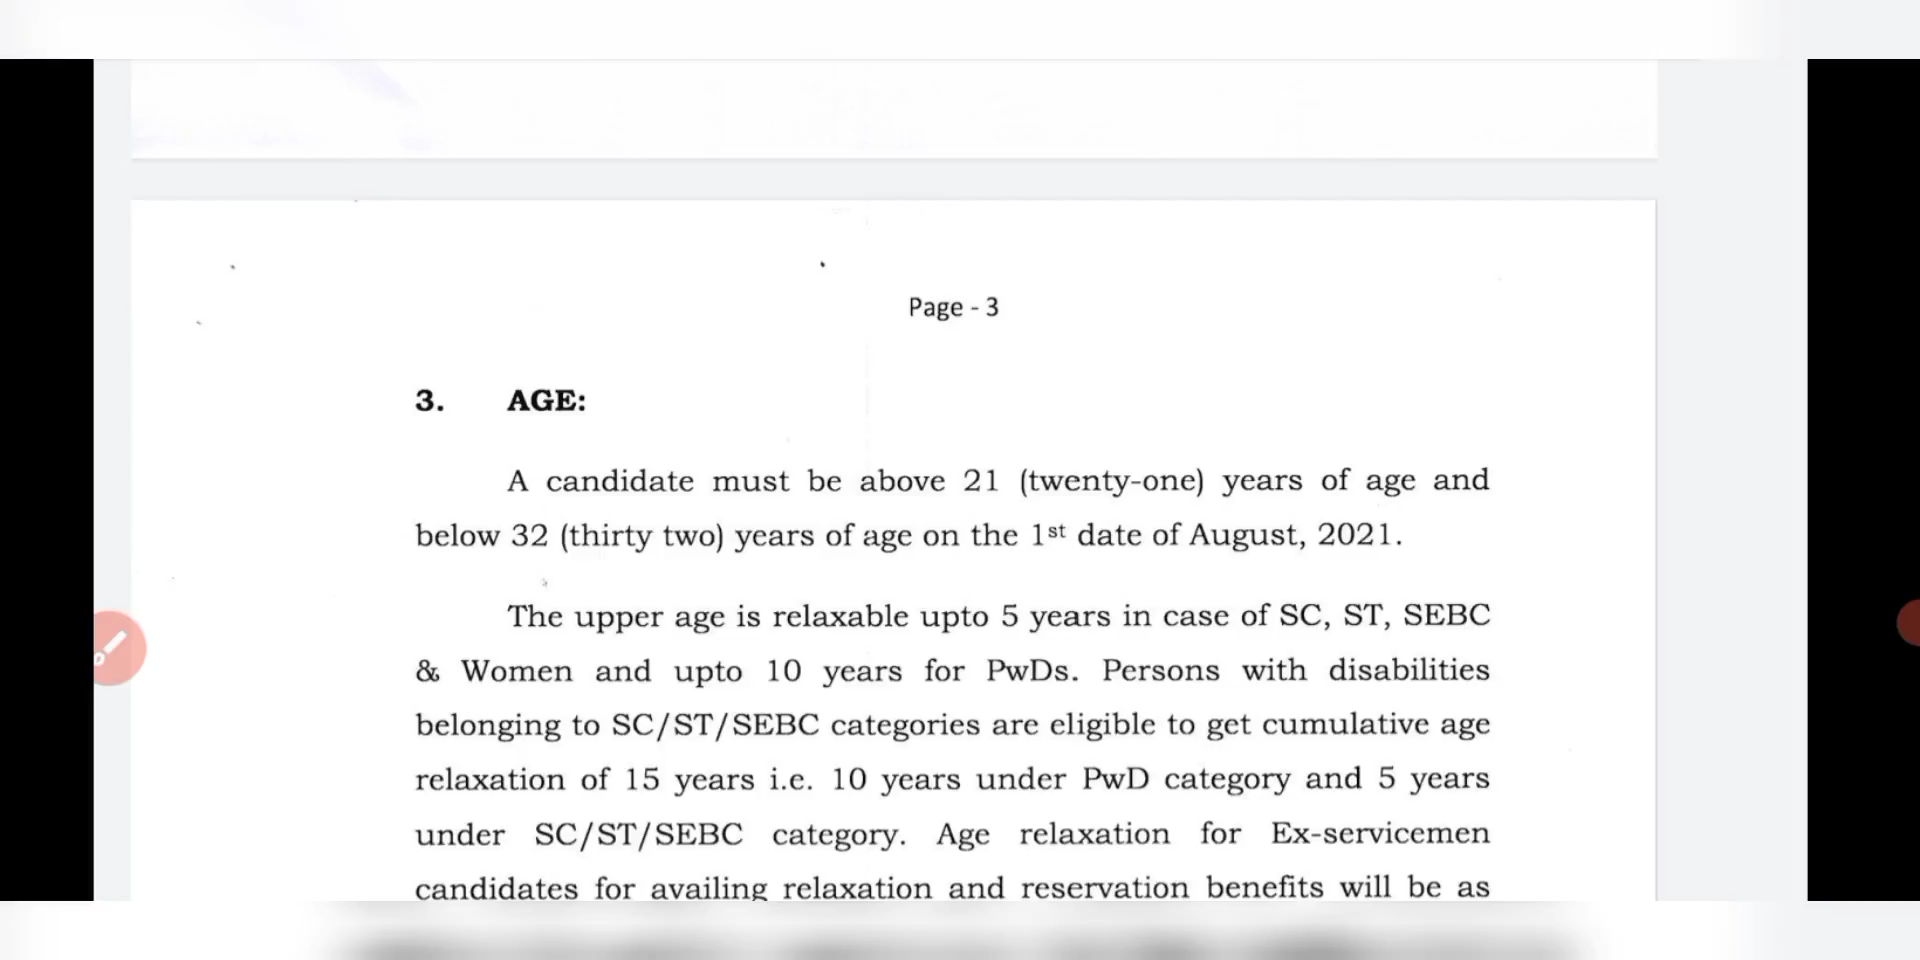 Page - 3
3. AGE:
A candidate must be above 21 (twenty-one) years of age and
below 32 (thirty two) years of age on the 1st date of August, 2021.
The upper age is relaxable upto 5 years in case of SC, ST, SEBC
& Women and upto 10 years for PwDs. Persons with disabilities
belonging to SC/ST/SEBC categories are eligible to get cumulative age
relaxation of 15 years i.e. 10 years under PwD category and 5 years
under SC/ST/SEBC category. Age relaxation for Ex-servicemen
candidates for availing relaxation and reservation benefits will be as